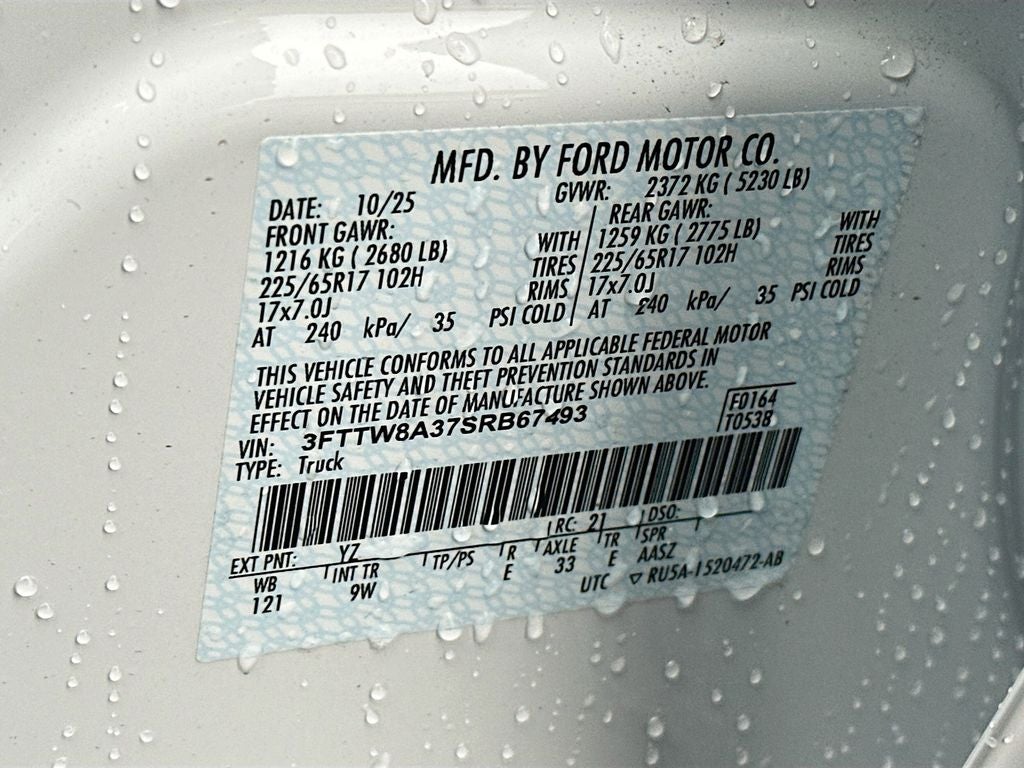 MFD. BY FORD MOTOR CO.
DATE: 10/25 GVWR: 2372 KG ( 5230 LB)
FRONT GAWR: REAR GAWR:
1216 KG ( 2680 LB) WITH 1259 KG ( 2775 LB) WITH
225/65R17 102H TIRES 225/65R17 102H TIRES
17x7.0J RIMS 17x7.0J RIMS
AT 240 kPa/ 35 PSI COLD AT 240 kPa/ 35 PSI COLD
THIS VEHICLE CONFORMS TO ALL APPLICABLE FEDERAL MOTOR
VEHICLE SAFETY AND THEFT PREVENTION STANDARDS IN
EFFECT ON THE DATE OF MANUFACTURE SHOWN ABOVE.
VIN: 3FTTW8A37SRB67493 F0164
TYPE: Truck T0538
EXT PNT: YZ RC: 21 DSO:
WB INT TR TP/PS R AXLE TR SPR
121 9W E 33 E AASZ
UTC ▽ RU5A-1520472-AB